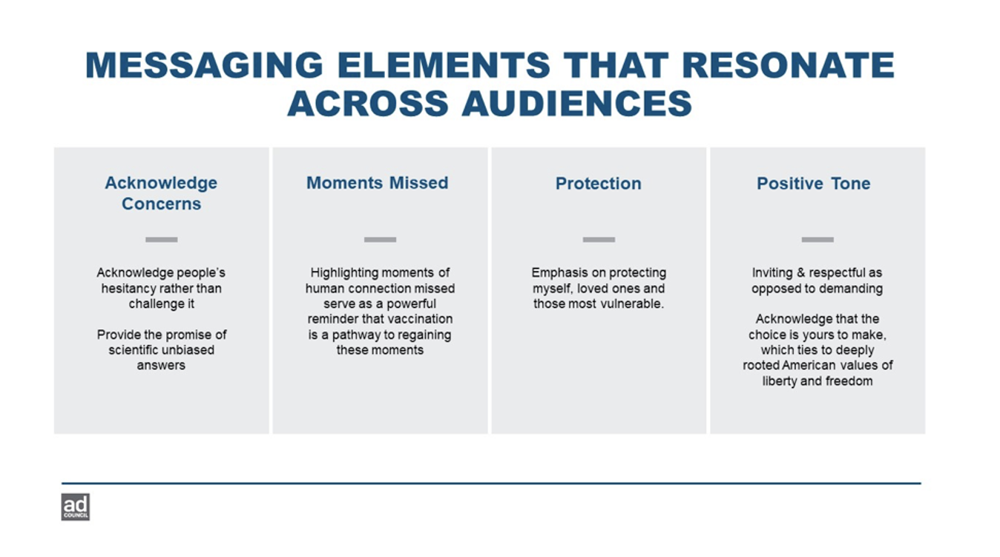 MESSAGING ELEMENTS THAT RESONATE
ACROSS AUDIENCES
Acknowledge
Concerns
Acknowledge people’s
hesitancy rather than
challenge it
Provide the promise of
scientific unbiased
answers
Moments Missed
Highlighting moments of
human connection missed
serve as a powerful
reminder that vaccination
is a pathway to regaining
these moments
Protection
Emphasis on protecting
myself, loved ones and
those most vulnerable.
Positive Tone
Inviting & respectful as
opposed to demanding
Acknowledge that the
choice is yours to make,
which ties to deeply
rooted American values of
liberty and freedom
ad
COUNCIL